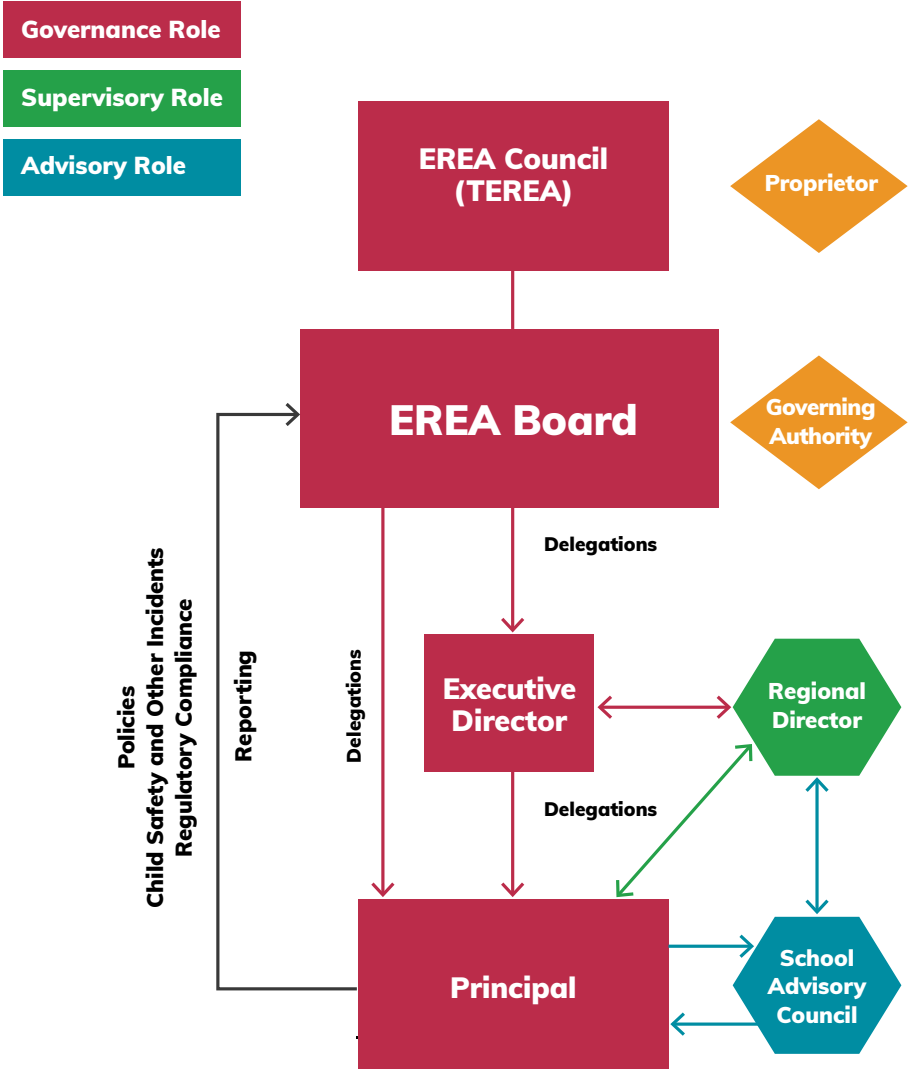 Governance Role
Supervisory Role
Advisory Role
EREA Council
(TEREA)
Proprietor
EREA Board
Governing
Authority
Delegations
Policies
Child Safety and Other Incidents
Regulatory Compliance
Reporting
Delegations
Executive
Director
Regional
Director
Delegations
Principal
School
Advisory
Council